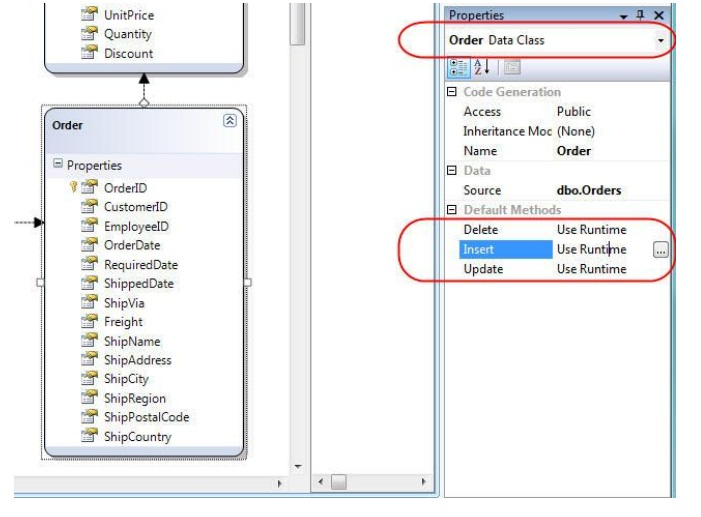 UnitPrice
Quantity
Discount
Order
Properties
OrderID
CustomerID
EmployeeID
OrderDate
RequiredDate
ShippedDate
ShipVia
Freight
ShipName
ShipAddress
ShipCity
ShipRegion
ShipPostalCode
ShipCountry
Properties
Order Data Class
Code Generation
Access Public
Inheritance Moc (None)
Name Order
Data
Source dbo.Orders
Default Methods
Delete Use Runtime
Insert Use Runtime ...
Update Use Runtime